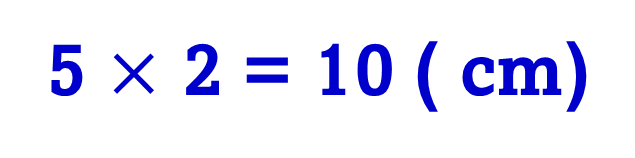 5 × 2 = 10 ( cm)